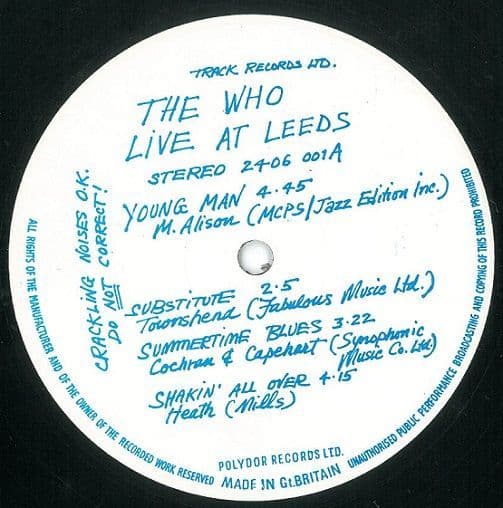 TRACK RECORDS LTD.
THE WHO
LIVE AT LEEDS
STEREO 2406 001A
YOUNG MAN 4.45
M. Alison (MCPS/Jazz Edition Inc.)
CRACKLING NOISES O.K.
DO NOT CORRECT!
SUBSTITUTE 2.5
Townshend (Fabulous Music Ltd.)
SUMMERTIME BLUES 3.22
Cochran & Capehart (Synophonic
Music Co. Ltd)
SHAKIN' ALL OVER 4.15
Heath (Mills)
POLYDOR RECORDS LTD.
MADE IN Gt.BRITAIN
ALL RIGHTS OF THE MANUFACTURER AND OF THE OWNER OF THE RECORDED WORK RESERVED
UNAUTHORISED PUBLIC PERFORMANCE BROADCASTING AND COPYING OF THIS RECORD PROHIBITED